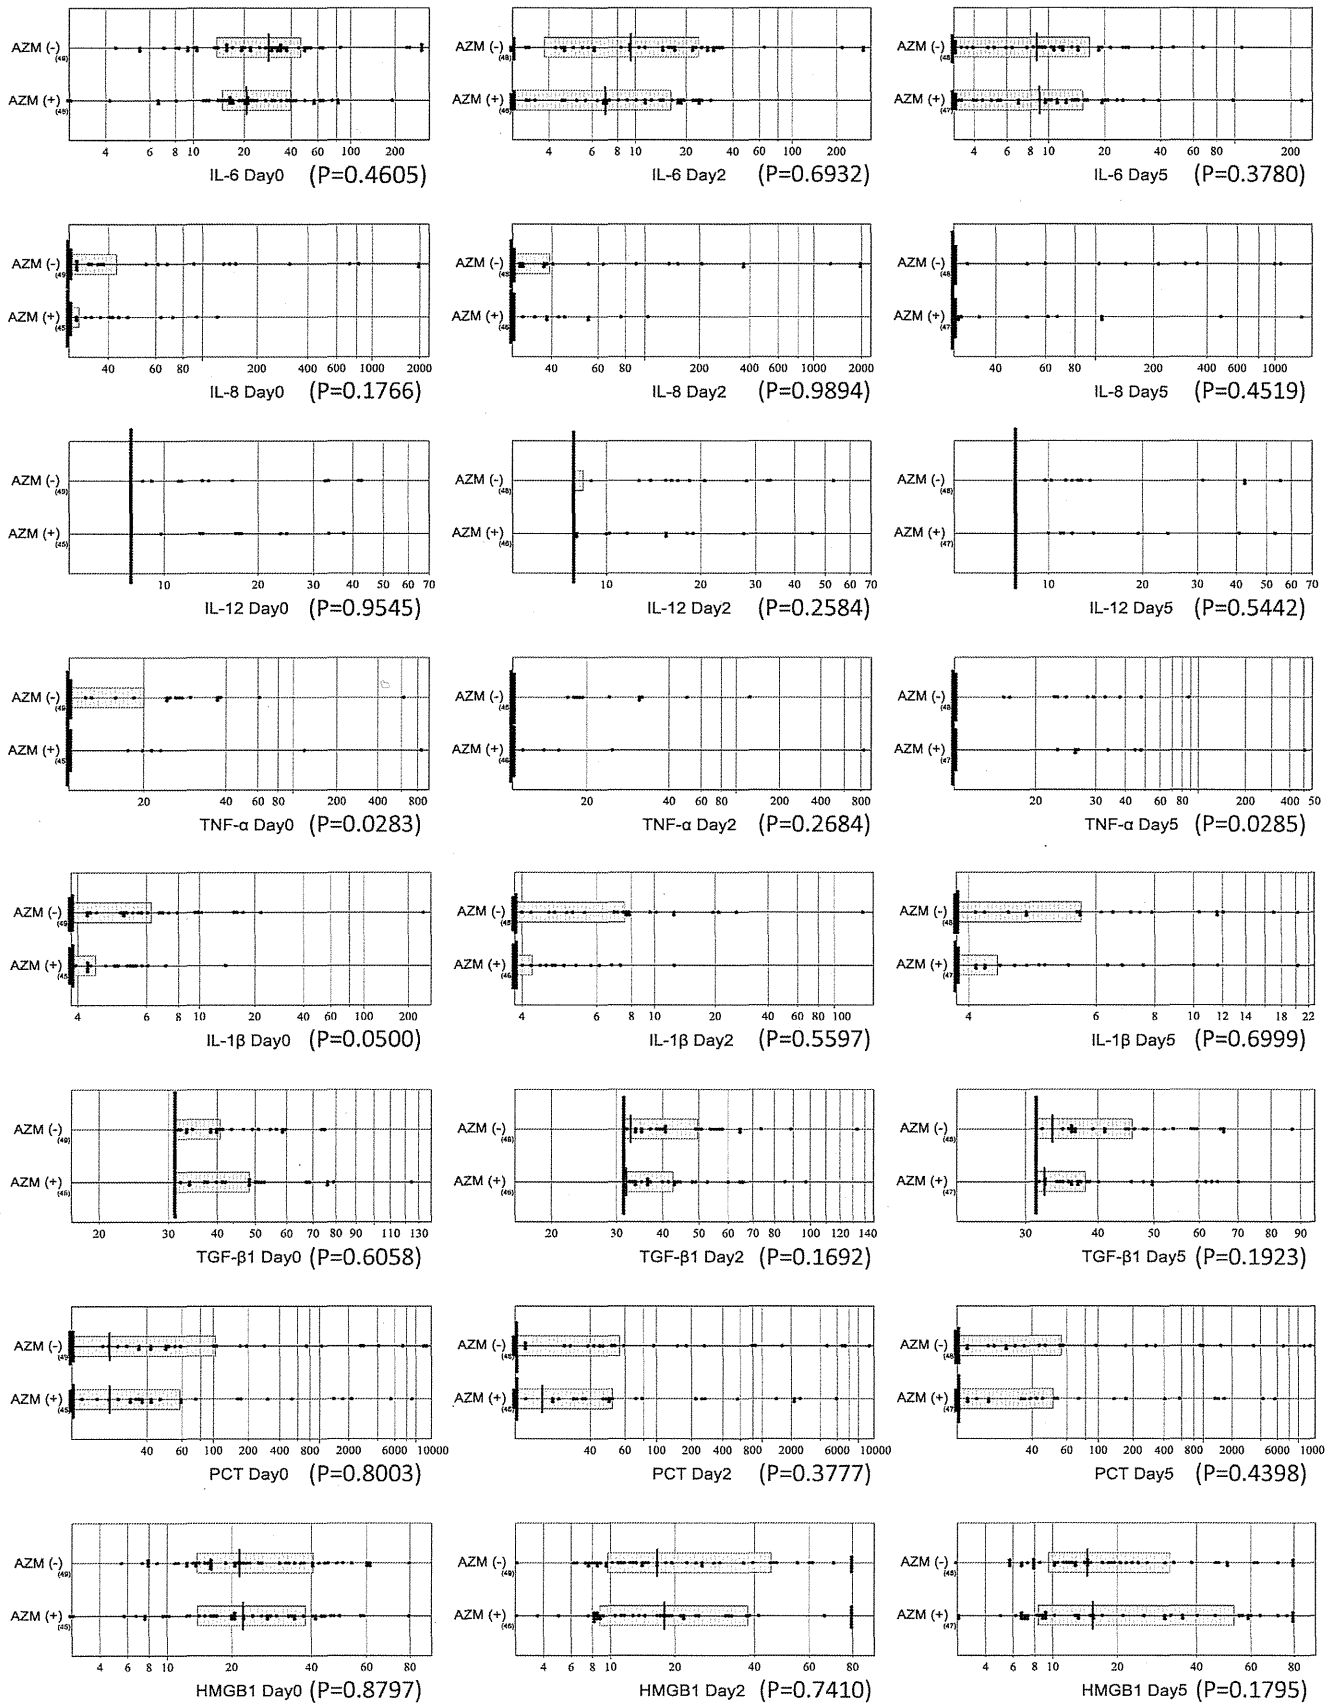 AZM (-)
AZM (+)
4 6 8 10 20 40 60 100 200
IL-6 Day0 (P=0.4605)
AZM (-)
AZM (+)
4 6 8 10 20 40 60 100 200
IL-6 Day2 (P=0.6932)
AZM (-)
AZM (+)
4 6 8 10 20 40 60 80 200
IL-6 Day5 (P=0.3780)
AZM (-)
AZM (+)
40 60 80 200 400 600 1000 2000
IL-8 Day0 (P=0.1766)
AZM (-)
AZM (+)
40 60 80 200 400 600 1000 2000
IL-8 Day2 (P=0.9894)
AZM (-)
AZM (+)
40 60 80 200 400 600 1000
IL-8 Day5 (P=0.4519)
AZM (-)
AZM (+)
10 20 30 40 50 60 70
IL-12 Day0 (P=0.9545)
AZM (-)
AZM (+)
10 20 30 40 50 60 70
IL-12 Day2 (P=0.2584)
AZM (-)
AZM (+)
10 20 30 40 50 60 70
IL-12 Day5 (P=0.5442)
AZM (-)
AZM (+)
20 40 60 80 200 400 800
TNF-α Day0 (P=0.0283)
AZM (-)
AZM (+)
20 40 60 80 200 400 800
TNF-α Day2 (P=0.2684)
AZM (-)
AZM (+)
20 30 40 60 80 200 400 50
TNF-α Day5 (P=0.0285)
AZM (-)
AZM (+)
4 6 8 10 20 40 60 100 200
IL-1β Day0 (P=0.0500)
AZM (-)
AZM (+)
4 6 8 10 20 40 60 80 100
IL-1β Day2 (P=0.5597)
AZM (-)
AZM (+)
4 6 8 10 12 14 18 22
IL-1β Day5 (P=0.6999)
AZM (-)
AZM (+)
20 30 40 50 60 70 80 90 110 130
TGF-β1 Day0 (P=0.6058)
AZM (-)
AZM (+)
20 30 40 50 60 70 80 100 120 140
TGF-β1 Day2 (P=0.1692)
AZM (-)
AZM (+)
30 40 50 60 70 80 90
TGF-β1 Day5 (P=0.1923)
AZM (-)
AZM (+)
40 60 100 200 400 1000 2000 6000 10000
PCT Day0 (P=0.8003)
AZM (-)
AZM (+)
40 60 100 200 400 800 2000 6000 10000
PCT Day2 (P=0.3777)
AZM (-)
AZM (+)
40 60 100 200 400 1000 2000 6000 1000
PCT Day5 (P=0.4398)
AZM (-)
AZM (+)
4 6 8 10 20 40 60 80
HMGB1 Day0 (P=0.8797)
AZM (-)
AZM (+)
4 6 8 10 20 40 60 80
HMGB1 Day2 (P=0.7410)
AZM (-)
AZM (+)
4 6 8 10 20 40 60 80
HMGB1 Day5 (P=0.1795)